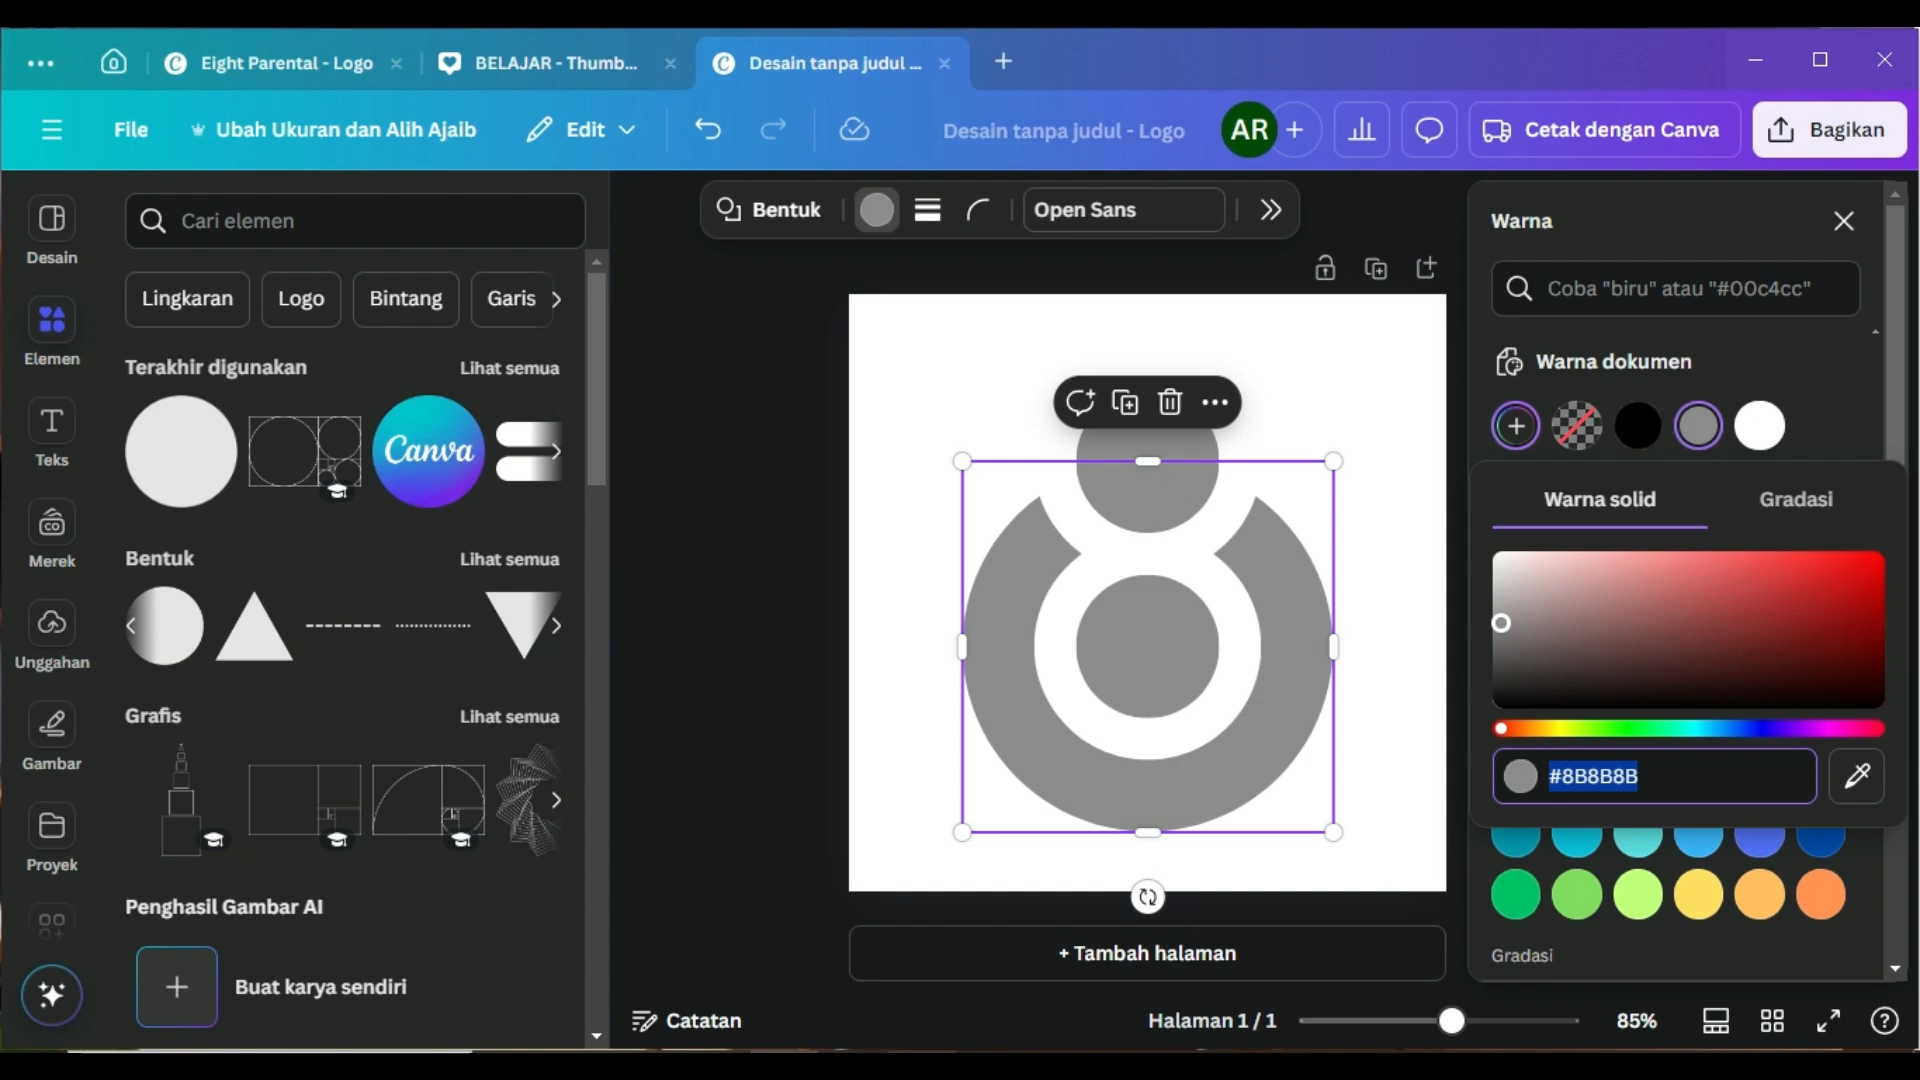 Eight Parental - Logo
BELAJAR - Thumb...
Desain tanpa judul ...
File
Ubah Ukuran dan Alih Ajaib
Edit
Desain tanpa judul - Logo
AR
Cetak dengan Canva
Bagikan
Desain
Elemen
Teks
Merek
Unggahan
Gambar
Proyek
Cari elemen
Lingkaran
Logo
Bintang
Garis
Terakhir digunakan
Lihat semua
Canva
Bentuk
Lihat semua
Grafis
Lihat semua
Penghasil Gambar AI
Buat karya sendiri
Bentuk
Open Sans
+ Tambah halaman
Catatan
Halaman 1 / 1
85%
Warna
Coba "biru" atau "#00c4cc"
Warna dokumen
Warna solid
Gradasi
#8B8B8B
Gradasi